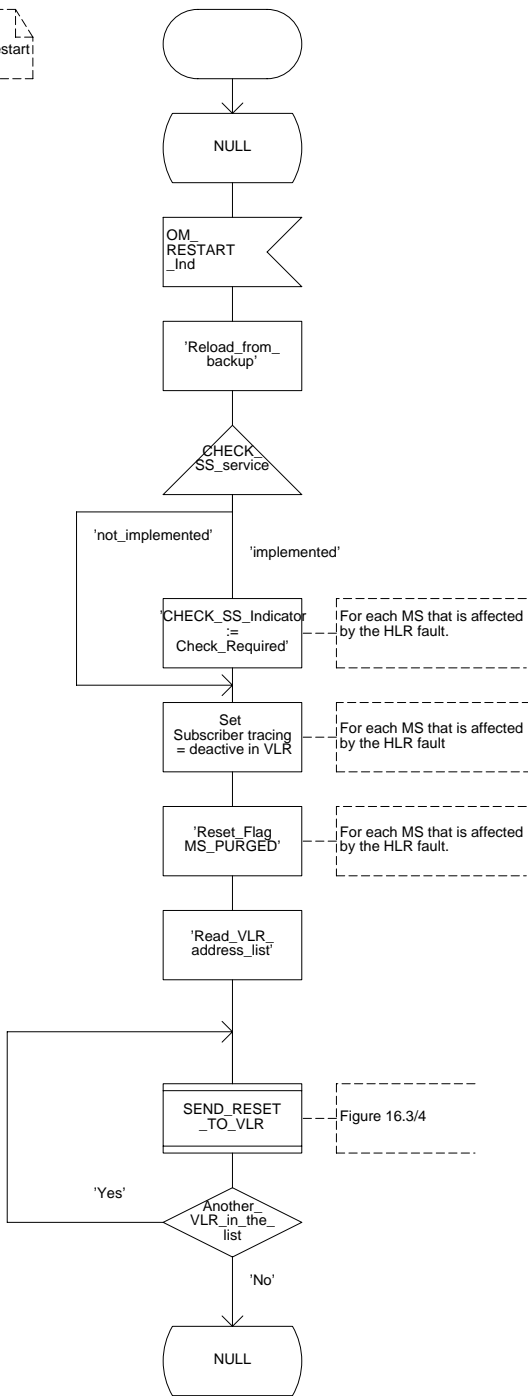 estart
NULL
OM_
RESTART
_Ind
'Reload_from_
backup'
CHECK_
SS_service
'not_implemented'
'implemented'
'CHECK_SS_Indicator
:=
Check_Required'
For each MS that is affected
by the HLR fault.
Set
Subscriber tracing
= deactive in VLR
For each MS that is affected
by the HLR fault
'Reset_Flag
MS_PURGED'
For each MS that is affected
by the HLR fault.
'Read_VLR_
address_list'
SEND_RESET
_TO_VLR
Figure 16.3/4
'Yes'
Another_
VLR_in_the_
list
'No'
NULL